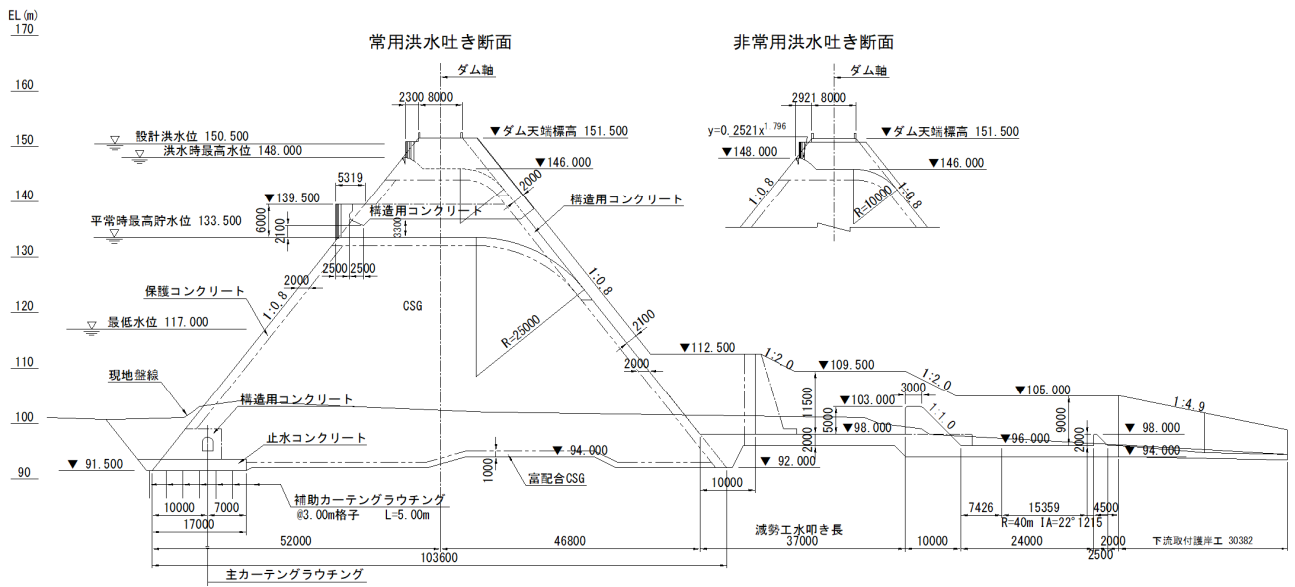 EL(m)
170
160
150
140
130
120
110
100
90
常用洪水吐き断面
ダム軸
2300
8000
▼ダム天端標高 151.500
設計洪水位 150.500
洪水時最高水位 148.000
▼146.000
5319
2000
▼139.500
構造用コンクリート
構造用コンクリート
平常時最高貯水位 133.500
6000
2100
3300
2500
2500
2000
1:0.8
1:0.8
保護コンクリート
CSG
R=25000
最低水位 117.000
2100
2000
▼112.500
現地盤線
構造用コンクリート
止水コンクリート
▼ 91.500
▼ 94.000
1000
富配合CSG
▼ 92.000
10000
7000
17000
補助カーテングラウチング
@3.00m格子 L=5.00m
10000
52000
46800
103600
主カーテングラウチング
非常用洪水吐き断面
ダム軸
2921
8000
y=0.2521x1.796
▼ダム天端標高 151.500
▼148.000
▼146.000
1:0.8
1:0.8
R=10000
1:2.0
▼109.500
1:2.0
3000
▼105.000
11500
▼103.000
5000
1:1.0
1:4.9
9000
▼98.000
2000
▼96.000
2000
▼ 98.000
▼ 94.000
7426
15359
4500
R=40m IA=22°1215
減勢工水叩き長
37000
10000
24000
2000
2500
下流取付護岸工 30382